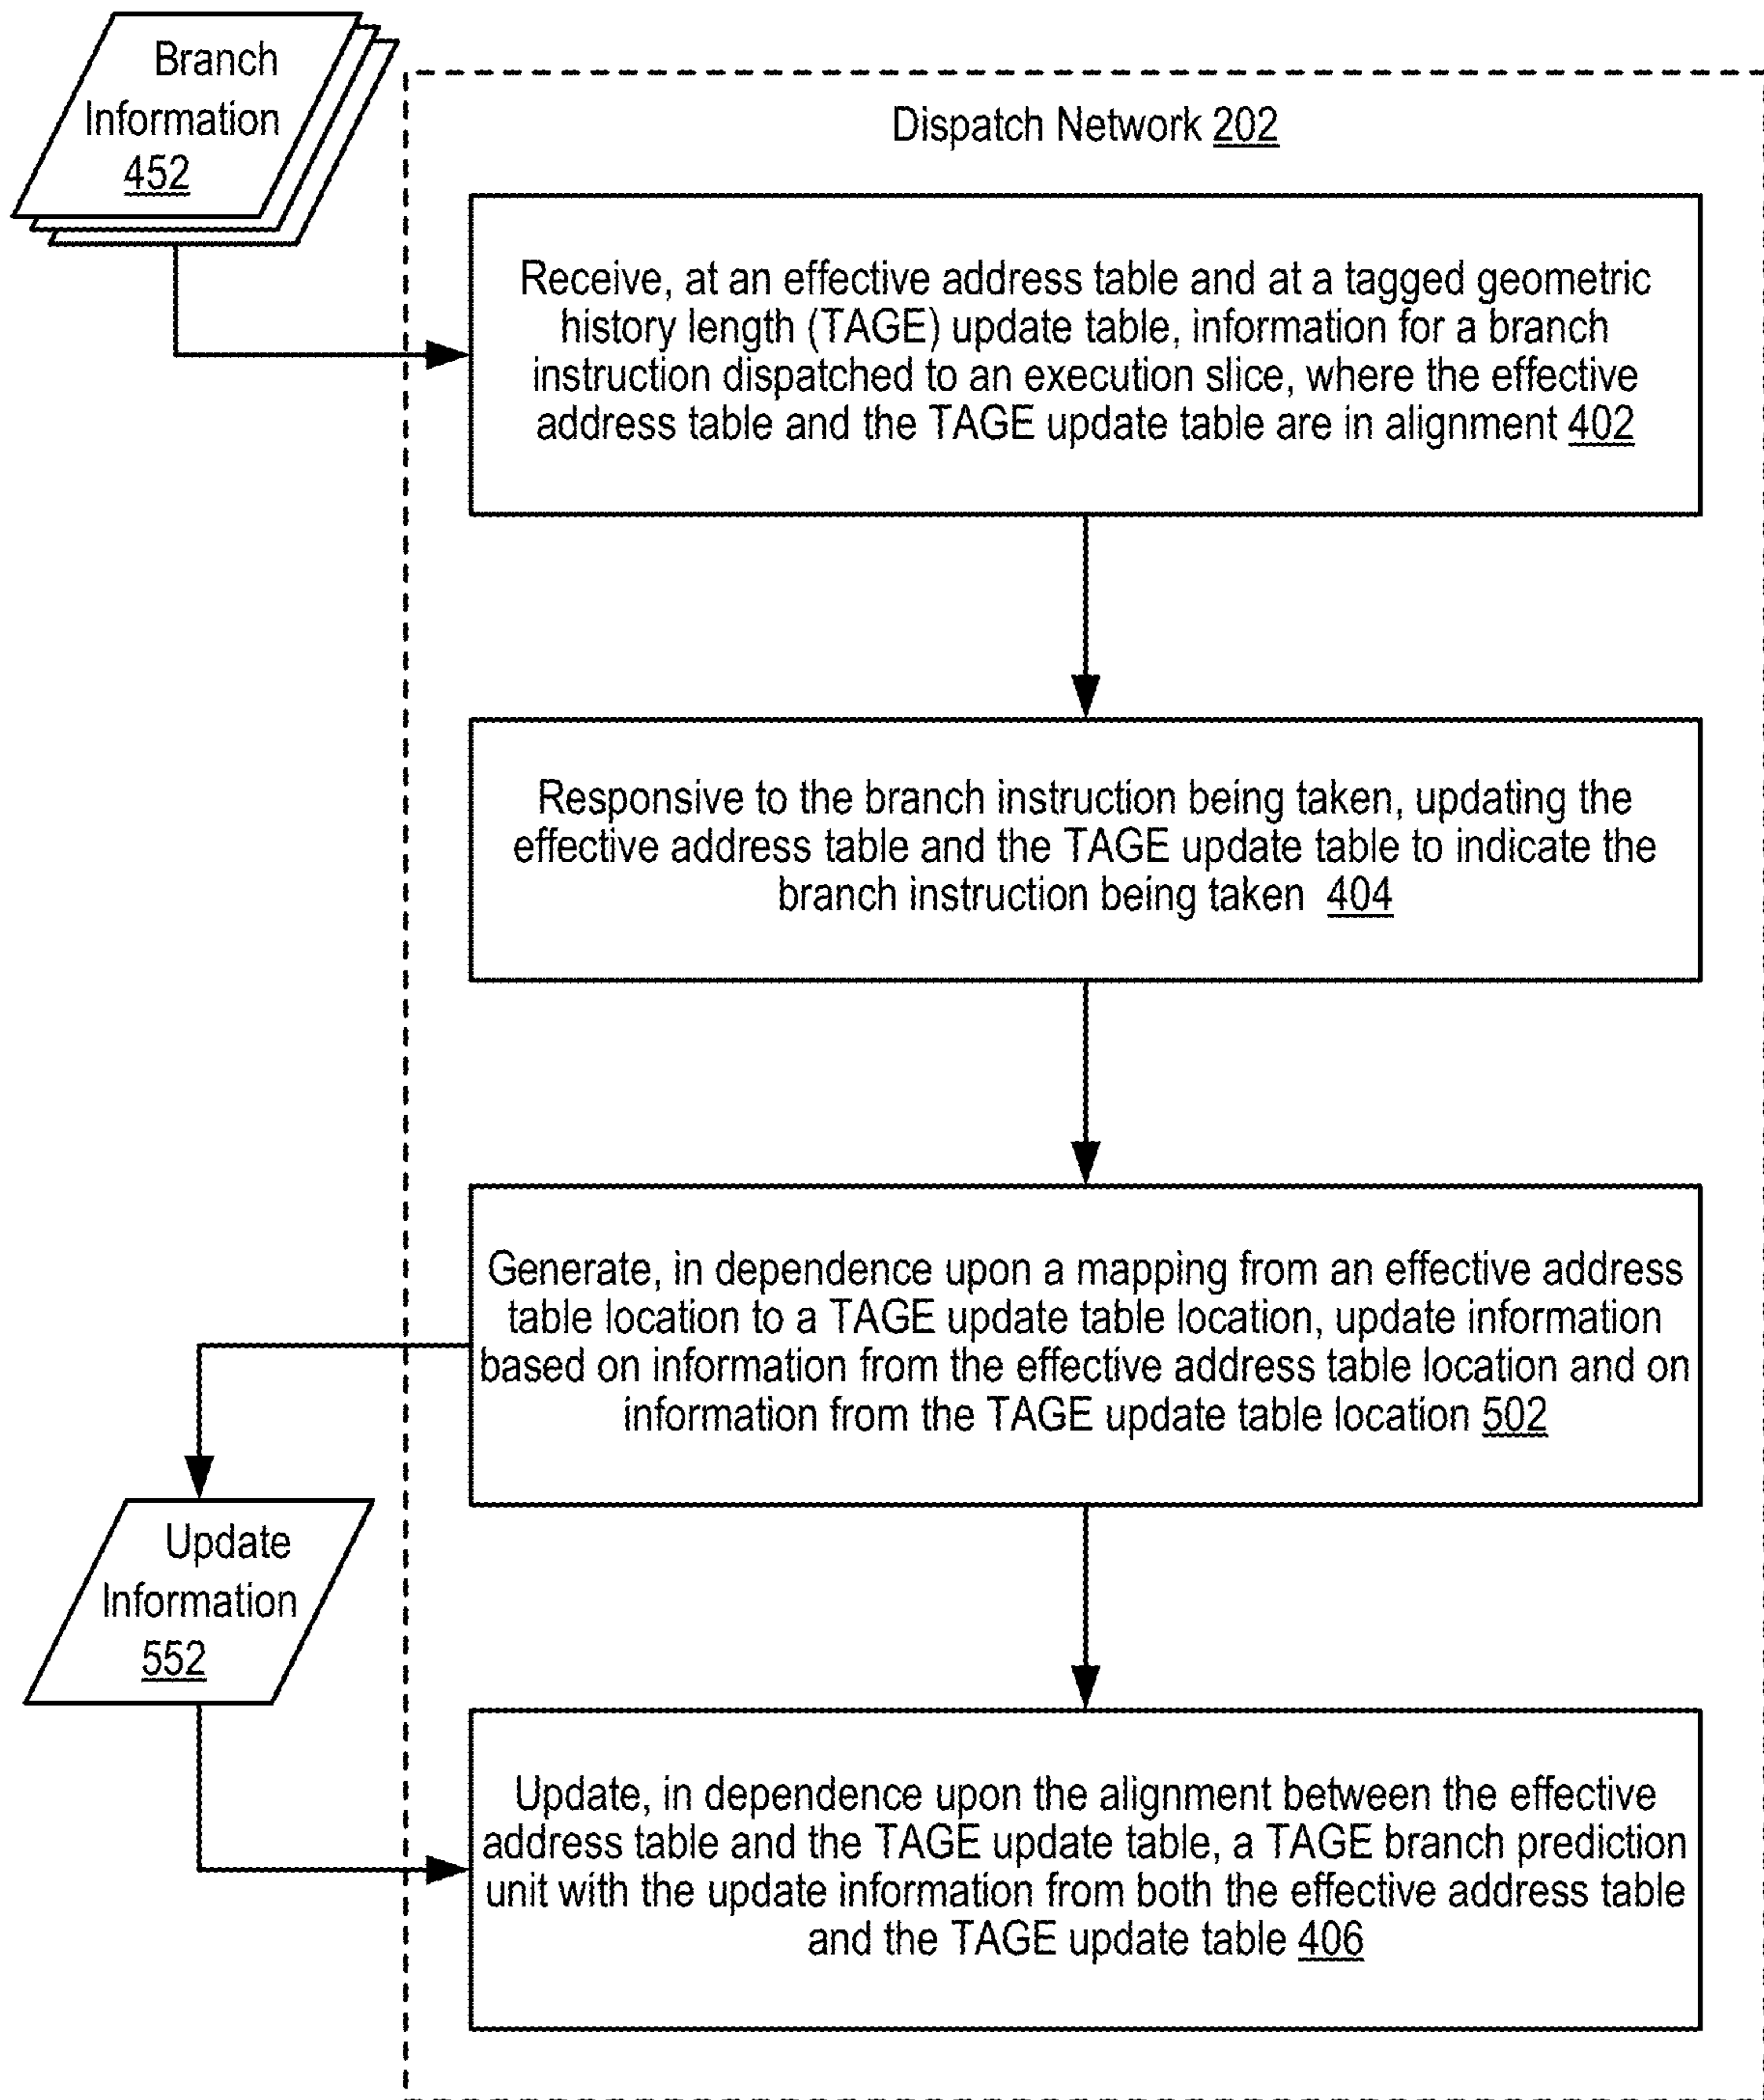 Branch
Information
452
Dispatch Network 202
Receive, at an effective address table and at a tagged geometric
history length (TAGE) update table, information for a branch
instruction dispatched to an execution slice, where the effective
address table and the TAGE update table are in alignment 402
Responsive to the branch instruction being taken, updating the
effective address table and the TAGE update table to indicate the
branch instruction being taken 404
Generate, in dependence upon a mapping from an effective address
table location to a TAGE update table location, update information
based on information from the effective address table location and on
information from the TAGE update table location 502
Update
Information
552
Update, in dependence upon the alignment between the effective
address table and the TAGE update table, a TAGE branch prediction
unit with the update information from both the effective address table
and the TAGE update table 406